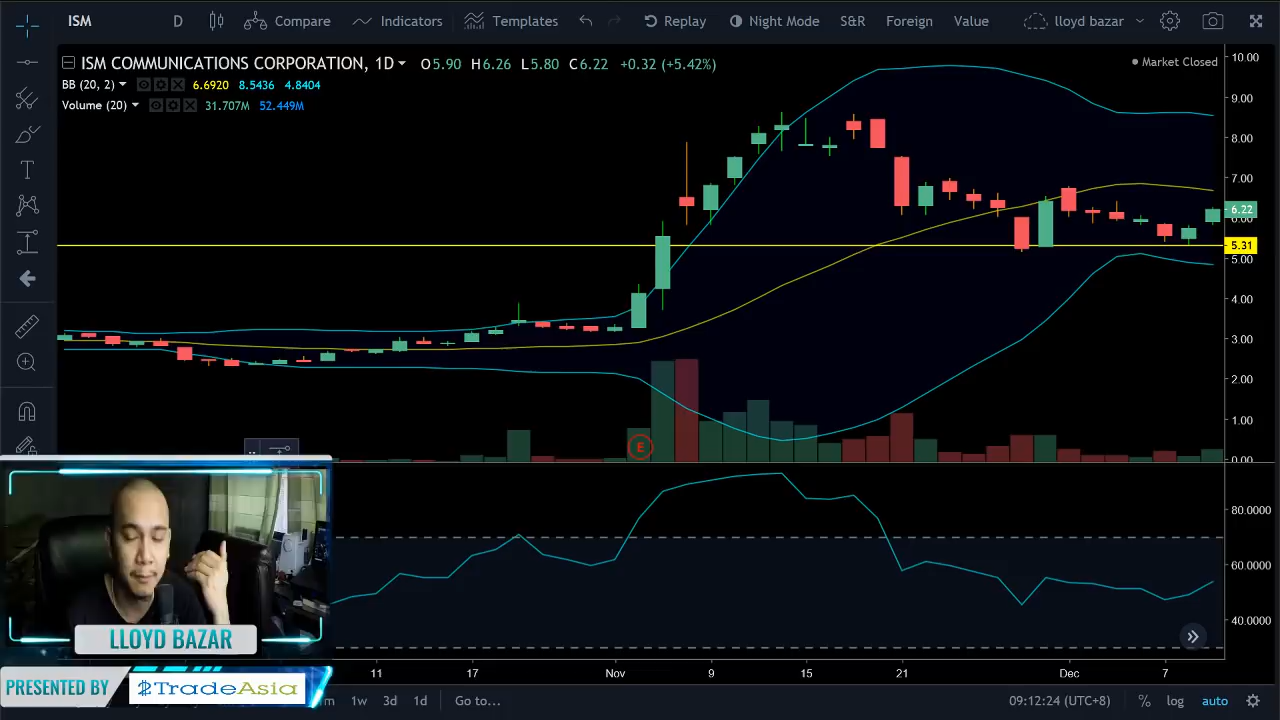 ISM D Compare Indicators Templates Replay Night Mode S&R Foreign Value lloyd bazar
ISM COMMUNICATIONS CORPORATION, 1D O5.90 H6.26 L5.80 C6.22 +0.32 (+5.42%) Market Closed
BB (20, 2) 6.6920 8.5436 4.8404
Volume (20) 31.707M 52.449M
10.00
9.00
8.00
7.00
6.22
6.00
5.31
5.00
4.00
3.00
2.00
1.00
0.00
E
80.0000
60.0000
40.0000
LLOYD BAZAR
11 17 Nov 9 15 21 Dec 7
PRESENTED BY TradeAsia
m 1w 3d 1d Go to... 09:12:24 (UTC+8) % log auto